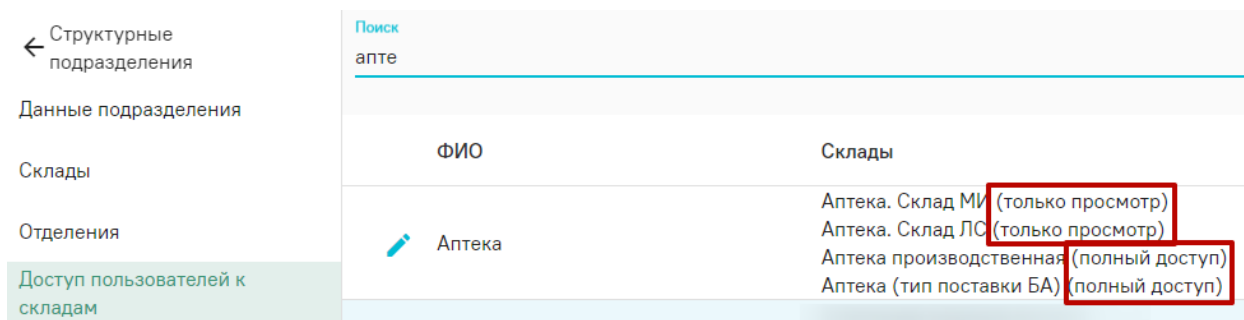 Структурные
подразделения
Данные подразделения
Склады
Отделения
Доступ пользователей к
складам
Поиск
апте
ФИО
Склады
Аптека
Аптека. Склад МИ (только просмотр)
Аптека. Склад ЛС (только просмотр)
Аптека производственная (полный доступ)
Аптека (тип поставки БА) (полный доступ)